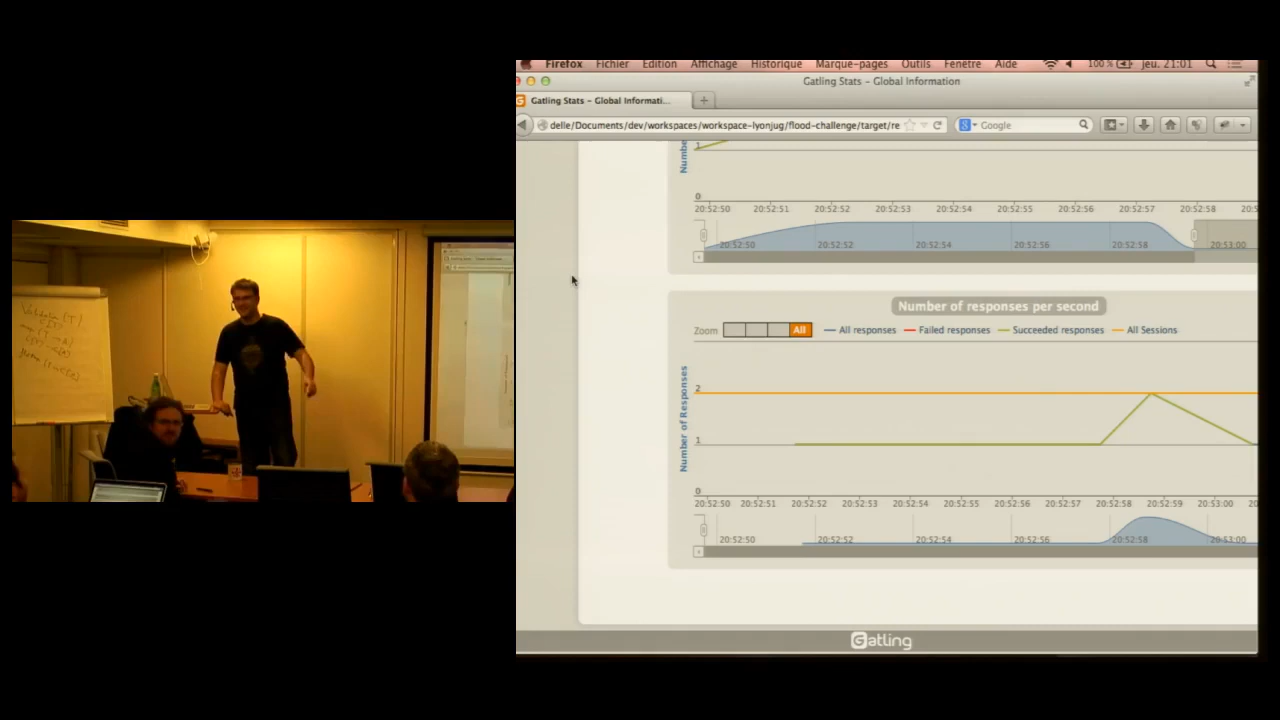 Firefox Fichier Edition Affichage Historique Marque-pages Outils Fenêtre Aide 100 % jeu. 21:01
Gatling Stats – Global Information
Gatling Stats – Global Informati...
delle/Documents/dev/workspaces/workspace-lyonjug/flood-challenge/target/re Google
Numbe
1
0
20:52:50 20:52:51 20:52:52 20:52:53 20:52:54 20:52:55 20:52:56 20:52:57 20:52:58 20:5
20:52:50 20:52:52 20:52:54 20:52:56 20:52:58 20:53:00
Number of responses per second
Zoom All All responses Failed responses Succeeded responses All Sessions
Number of Responses
2
1
0
20:52:50 20:52:51 20:52:52 20:52:53 20:52:54 20:52:55 20:52:56 20:52:57 20:52:58 20:52:59 20:53:00 20
20:52:50 20:52:52 20:52:54 20:52:56 20:52:58 20:53:00
Gatling